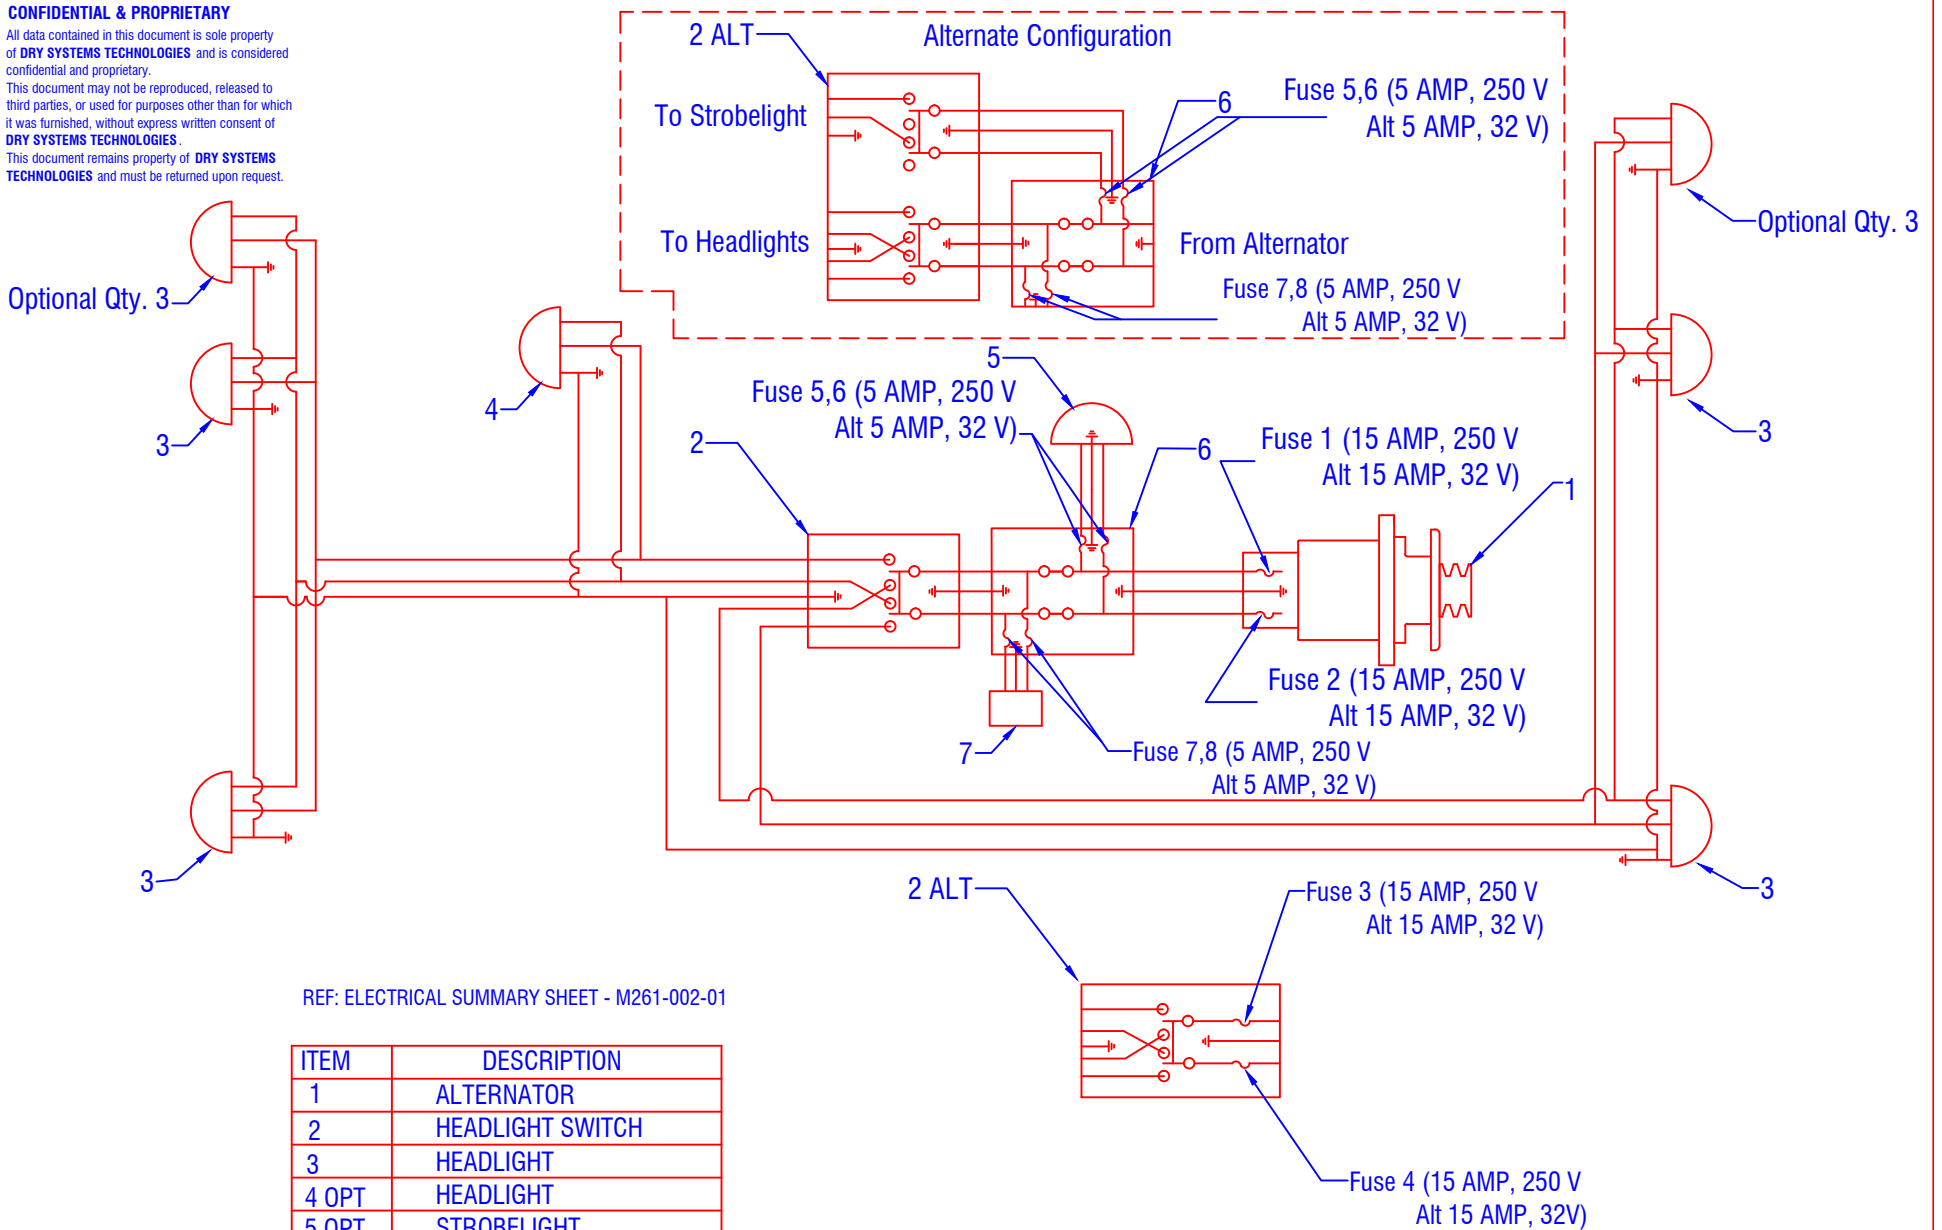 CONFIDENTIAL & PROPRIETARY
All data contained in this document is sole property
of DRY SYSTEMS TECHNOLOGIES and is considered
confidential and proprietary.
This document may not be reproduced, released to
third parties, or used for purposes other than for which
it was furnished, without express written consent of
DRY SYSTEMS TECHNOLOGIES.
This document remains property of DRY SYSTEMS
TECHNOLOGIES and must be returned upon request.
2 ALT
Alternate Configuration
To Strobelight
6
Fuse 5,6 (5 AMP, 250 V
Alt 5 AMP, 32 V)
To Headlights
From Alternator
Fuse 7,8 (5 AMP, 250 V
Alt 5 AMP, 32 V)
Optional Qty. 3
Optional Qty. 3
3
4
2
5
Fuse 5,6 (5 AMP, 250 V
Alt 5 AMP, 32 V)
6
Fuse 1 (15 AMP, 250 V
Alt 15 AMP, 32 V)
1
3
Fuse 2 (15 AMP, 250 V
Alt 15 AMP, 32 V)
7
Fuse 7,8 (5 AMP, 250 V
Alt 5 AMP, 32 V)
3
3
2 ALT
Fuse 3 (15 AMP, 250 V
Alt 15 AMP, 32 V)
Fuse 4 (15 AMP, 250 V
Alt 15 AMP, 32V)
REF: ELECTRICAL SUMMARY SHEET - M261-002-01
ITEM DESCRIPTION
1 ALTERNATOR
2 HEADLIGHT SWITCH
3 HEADLIGHT
4 OPT HEADLIGHT
5 OPT STROBELIGHT